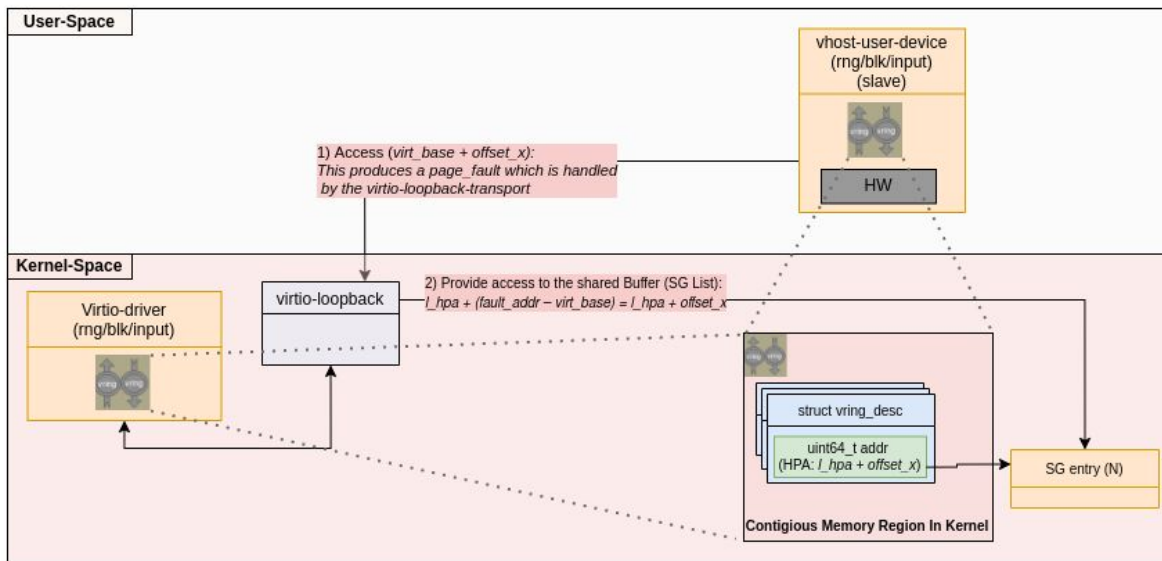 User-Space
vhost-user-device
(rng/blk/input)
(slave)
vring vring
HW
1) Access (virt_base + offset_x):
This produces a page_fault which is handled
by the virtio-loopback-transport
Kernel-Space
virtio-loopback
2) Provide access to the shared Buffer (SG List):
l_hpa + (fault_addr – virt_base) = l_hpa + offset_x
Virtio-driver
(rng/blk/input)
vring vring
vring vring
struct vring_desc
uint64_t addr
(HPA: l_hpa + offset_x)
SG entry (N)
Contigious Memory Region In Kernel